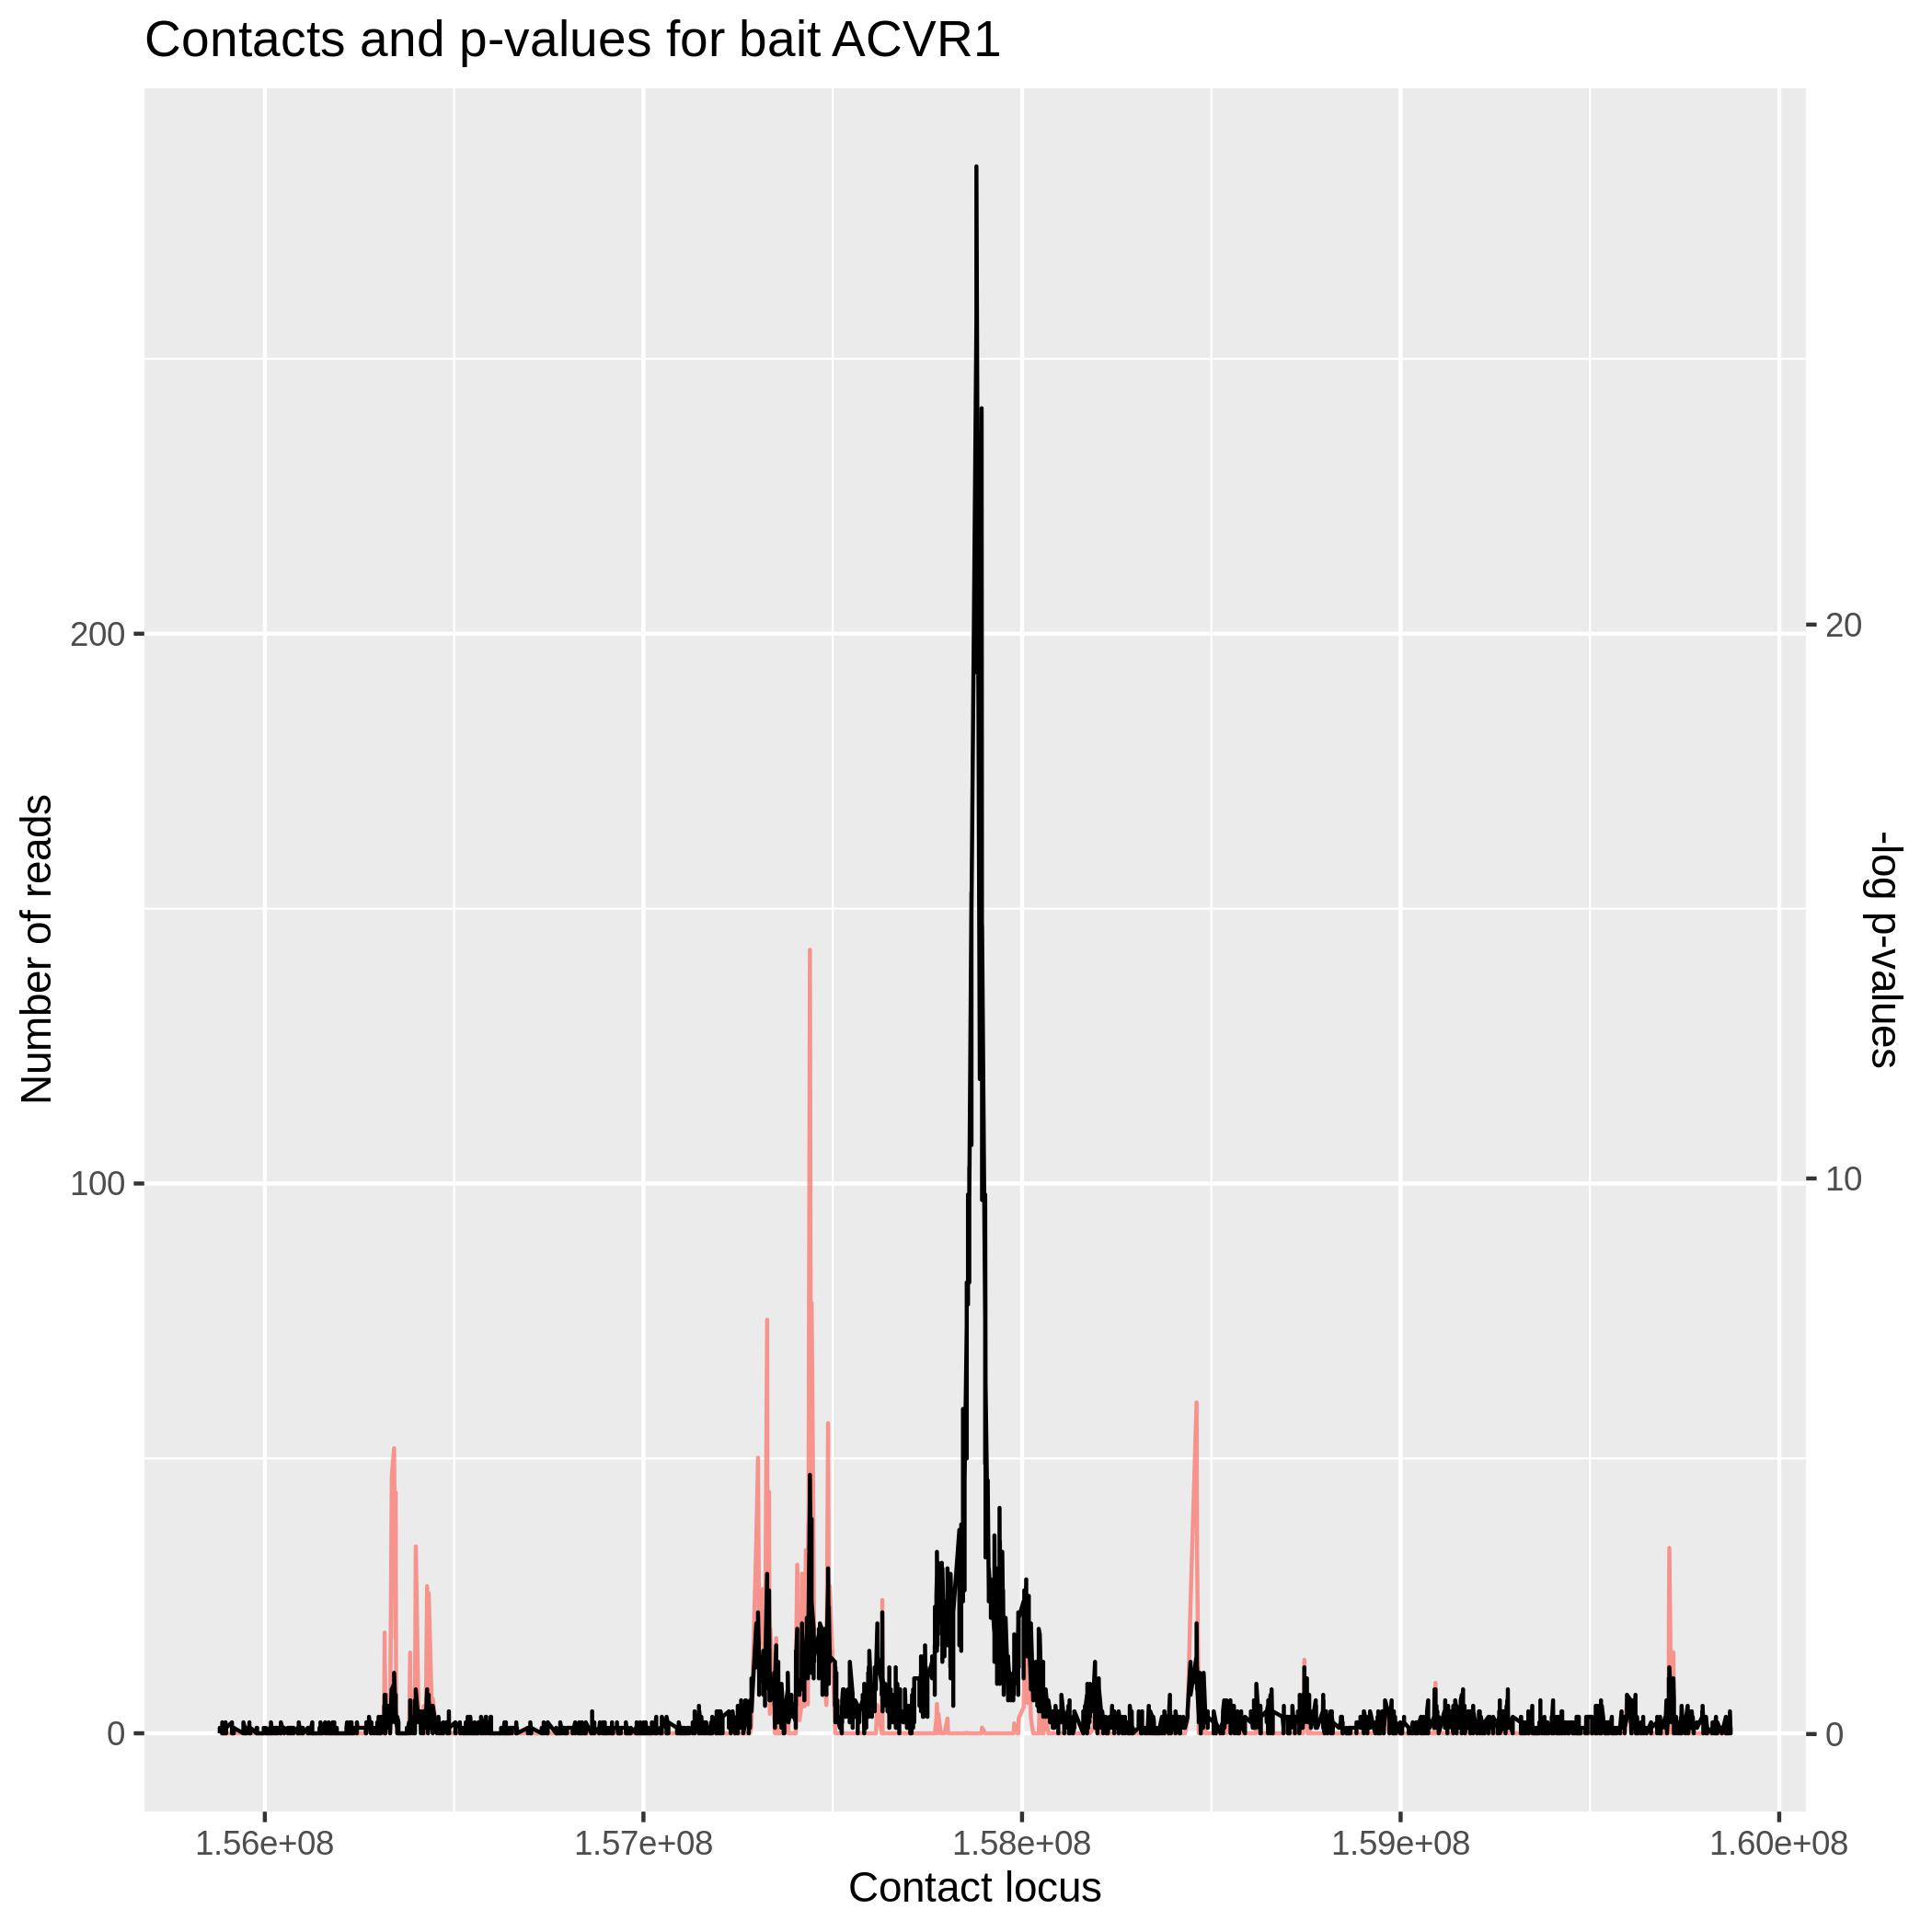 Contacts and p-values for bait ACVR1
Number of reads
200
100
0
20
10
0
-log p-values
1.56e+08 1.57e+08 1.58e+08 1.59e+08 1.60e+08
Contact locus